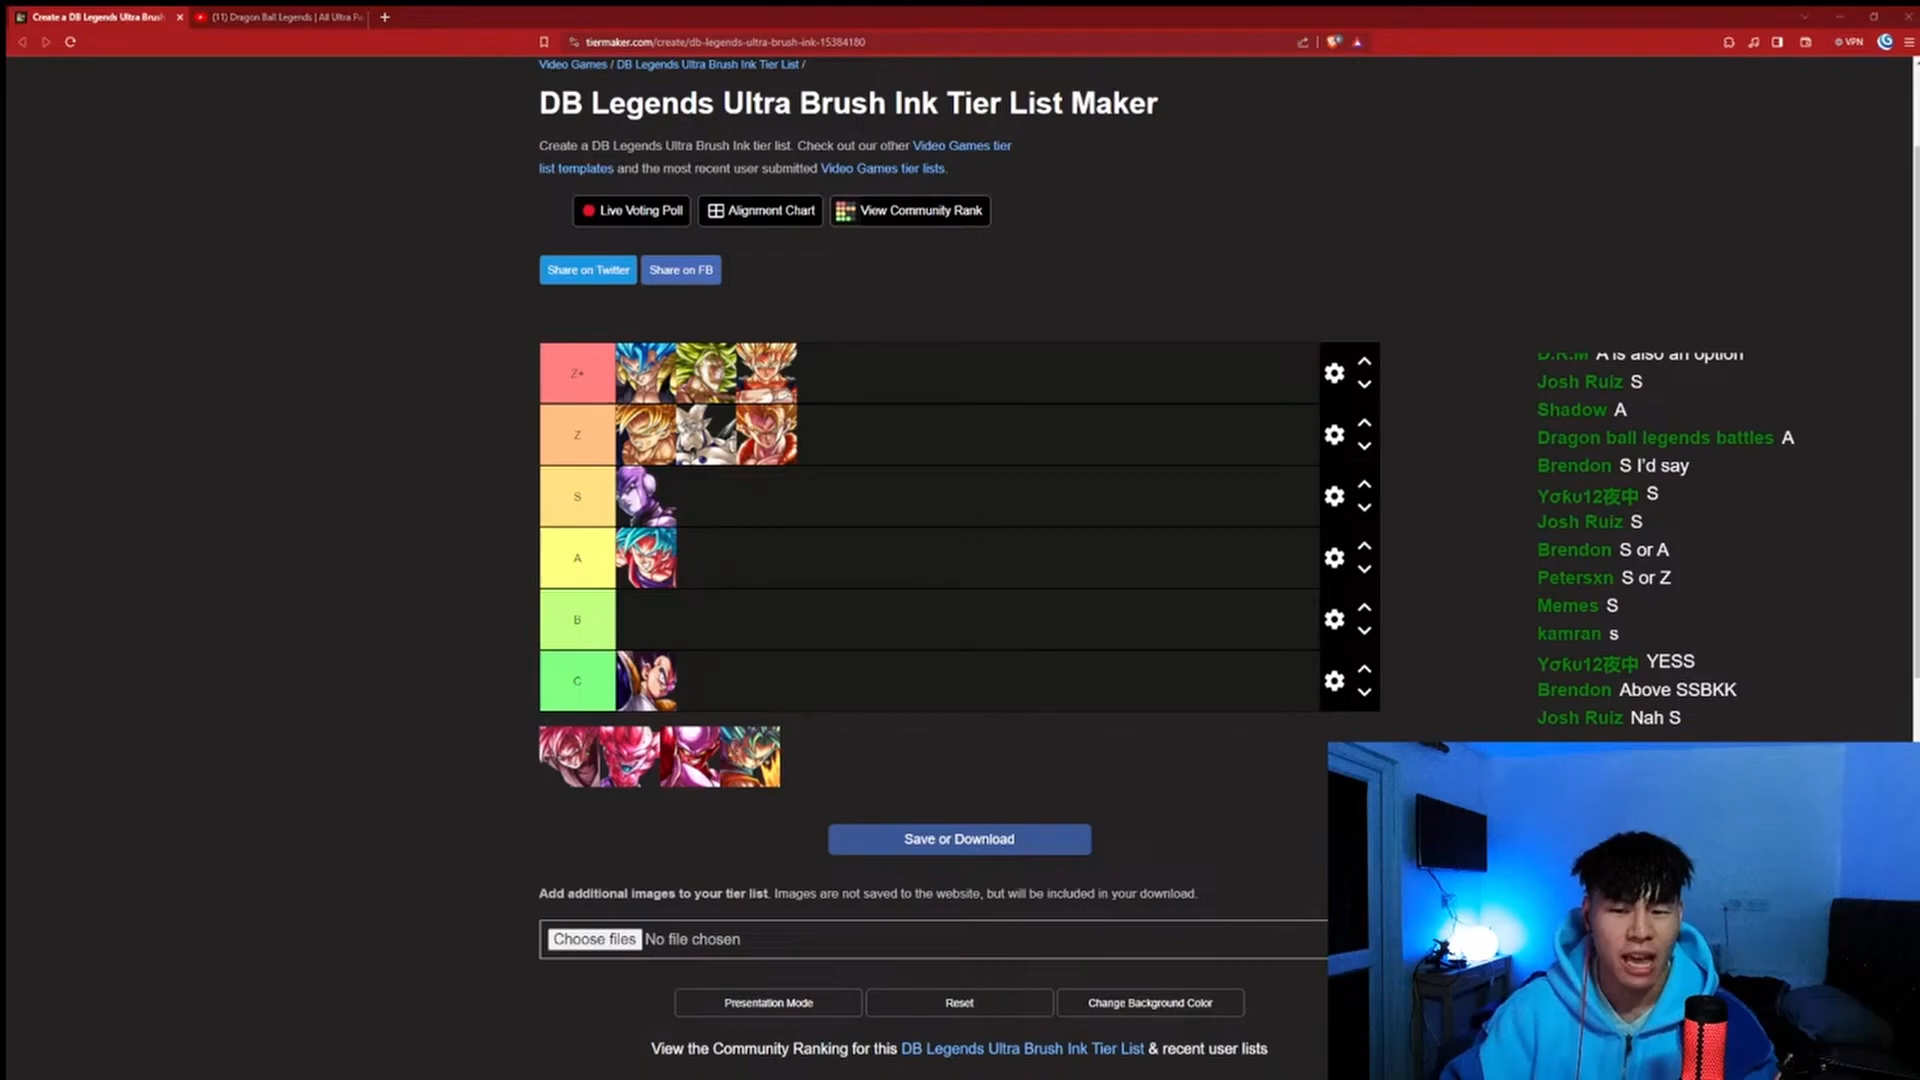 Create a DB Legends Ultra Brush
(11) Dragon Ball Legends | All Ultra
tiermaker.com/create/db-legends-ultra-brush-ink-15384180
VPN
Video Games / DB Legends Ultra Brush Ink Tier List /
DB Legends Ultra Brush Ink Tier List Maker
Create a DB Legends Ultra Brush Ink tier list. Check out our other Video Games tier
list templates and the most recent user submitted Video Games tier lists.
Live Voting Poll
Alignment Chart
View Community Rank
Share on Twitter
Share on FB
Z+
Z
S
A
B
C
D.R.M A is also an option
Josh Ruiz S
Shadow A
Dragon ball legends battles A
Brendon S I'd say
Yσƙυ12夜中 S
Josh Ruiz S
Brendon S or A
Petersxn S or Z
Memes S
kamran s
Yσƙυ12夜中 YESS
Brendon Above SSBKK
Josh Ruiz Nah S
Save or Download
Add additional images to your tier list. Images are not saved to the website, but will be included in your download.
Choose files No file chosen
Presentation Mode
Reset
Change Background Color
View the Community Ranking for this DB Legends Ultra Brush Ink Tier List & recent user lists